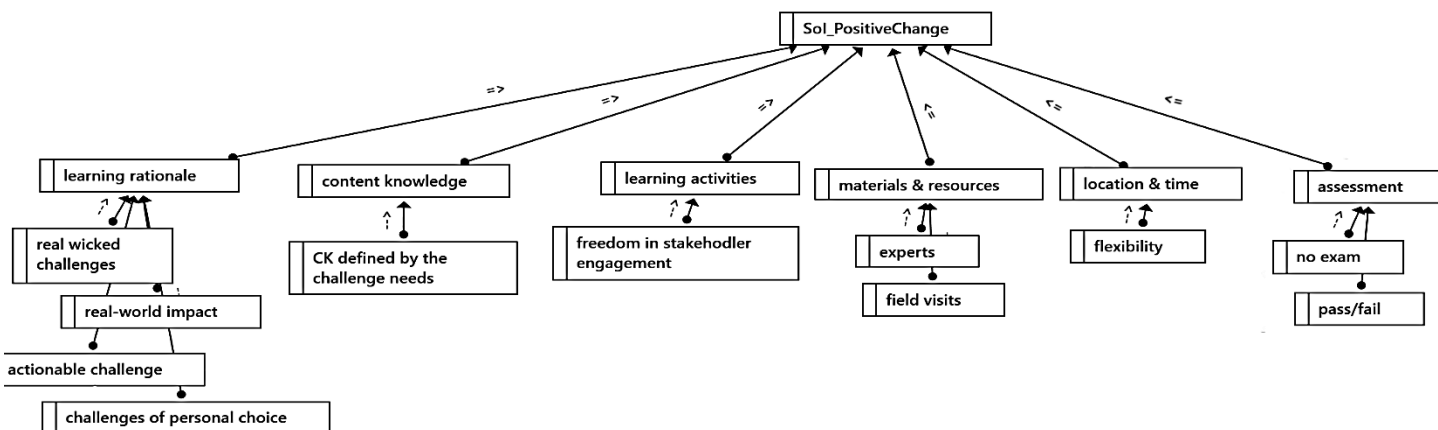 SoI_PositiveChange
=>
=>
=>
<=
<=
<=
learning rationale
content knowledge
learning activities
materials & resources
location & time
assessment
real wicked
challenges
CK defined by the
challenge needs
freedom in stakehodler
engagement
experts
flexibility
no exam
real-world impact
field visits
pass/fail
actionable challenge
challenges of personal choice